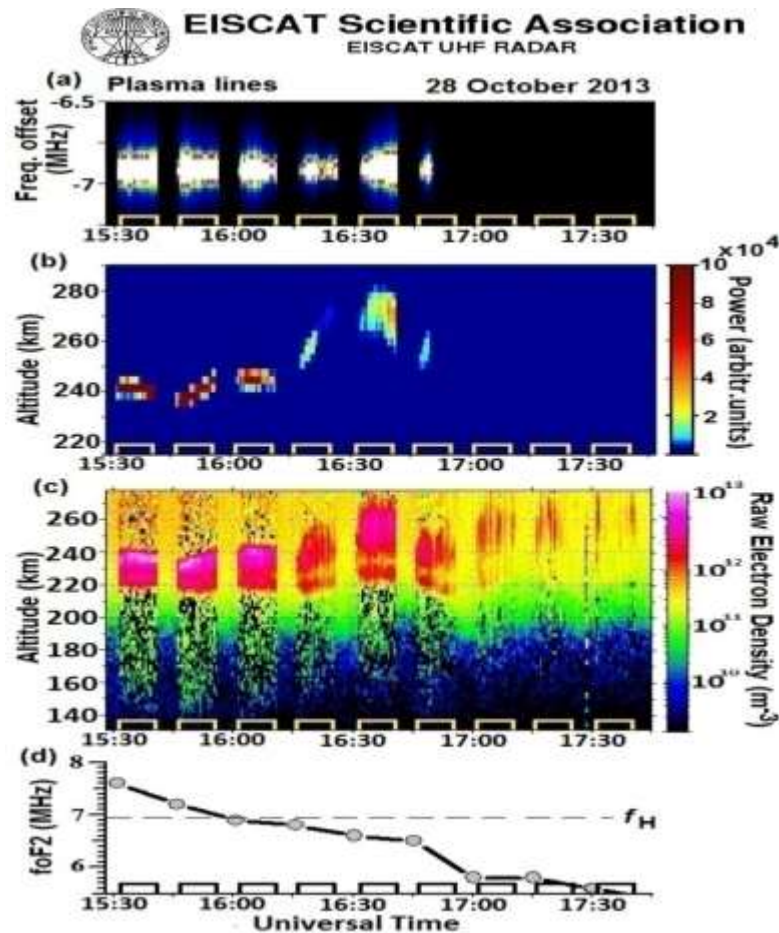 EISCAT Scientific Association
EISCAT UHF RADAR
(a) Plasma lines 28 October 2013
Freq. offset (MHz)
-6.5
-7
15:30 16:00 16:30 17:00 17:30
(b)
Altitude (km)
280
260
240
220
15:30 16:00 16:30 17:00 17:30
×10⁴
10
8
6
4
2
Power (arbitr.units)
(c)
Altitude (km)
260
240
220
200
180
160
140
15:30 16:00 16:30 17:00 17:30
10¹³
10¹²
10¹¹
10¹⁰
Raw Electron Density (m⁻³)
(d)
foF2 (MHz)
8
7
6
fH
15:30 16:00 16:30 17:00 17:30
Universal Time